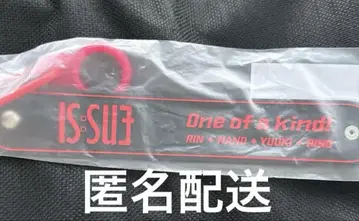 IS:SUE
One of a kind:
RIN + NANO + YUUKI + RINO
匿名配送